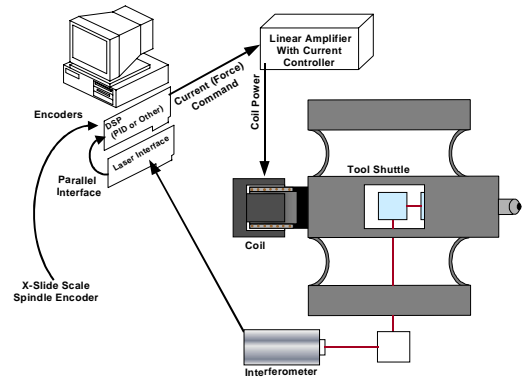 Linear Amplifier
With Current
Controller
Current (Force)
Command
Coil Power
Encoders
DSP
(PID or Other)
Laser Interface
Parallel
Interface
Tool Shuttle
Coil
X-Slide Scale
Spindle Encoder
Interferometer